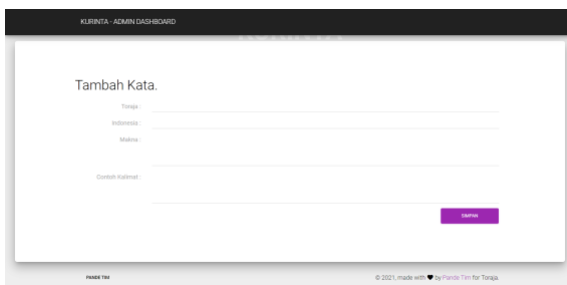 KURINTA - ADMIN DASHBOARD
Tambah Kata.
Toraja :
Indonesia :
Makna :
Contoh Kalimat :
SIMPAN
PANDE TIM
© 2021, made with ♥ by Pande Tim for Toraja.